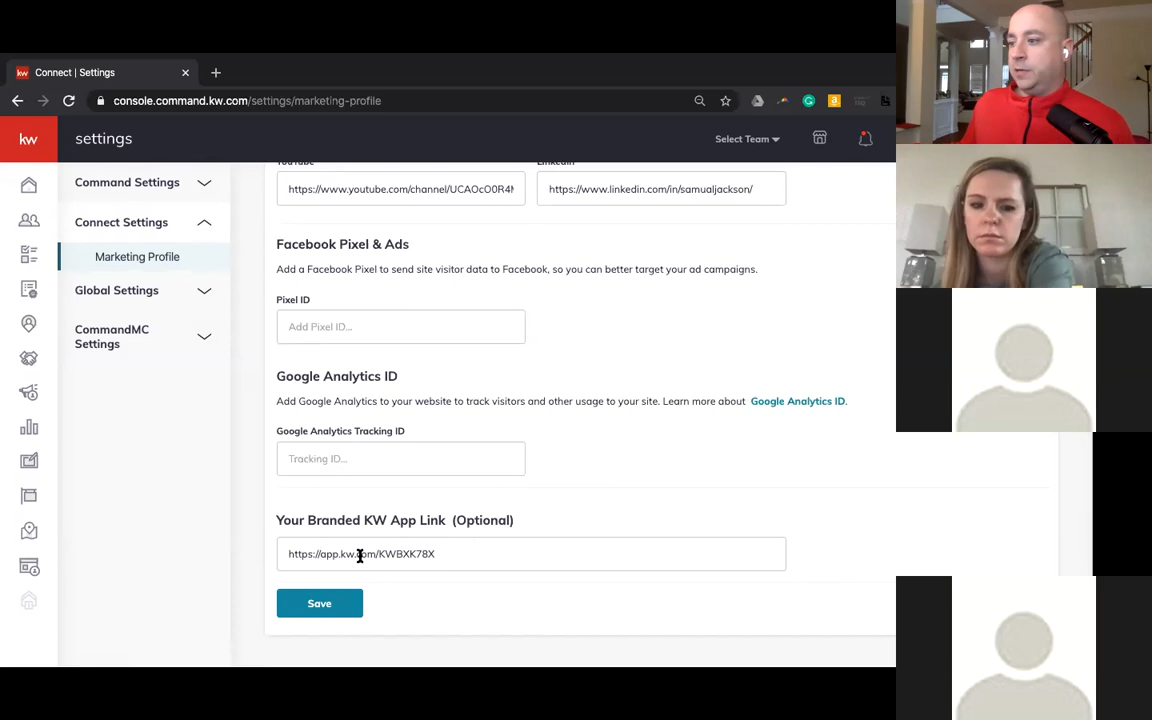 Connect | Settings
console.command.kw.com/settings/marketing-profile
kw
settings
Select Team
Command Settings
Connect Settings
Marketing Profile
Global Settings
CommandMC
Settings
YouTube
LinkedIn
https://www.youtube.com/channel/UCAOcO0R4M
https://www.linkedin.com/in/samualjackson/
Facebook Pixel & Ads
Add a Facebook Pixel to send site visitor data to Facebook, so you can better target your ad campaigns.
Pixel ID
Add Pixel ID...
Google Analytics ID
Add Google Analytics to your website to track visitors and other usage to your site. Learn more about Google Analytics ID.
Google Analytics Tracking ID
Tracking ID...
Your Branded KW App Link (Optional)
https://app.kw.com/KWBXK78X
Save